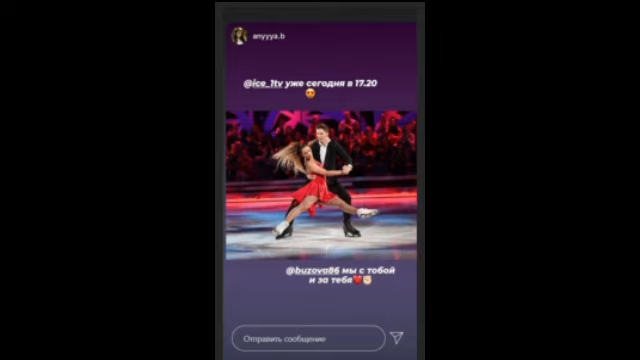 anyyya.b
@ice_1tv уже сегодня в 17.20
😍
@buzova86 мы с тобой
и за тебя❤️✊🏻
Отправить сообщение